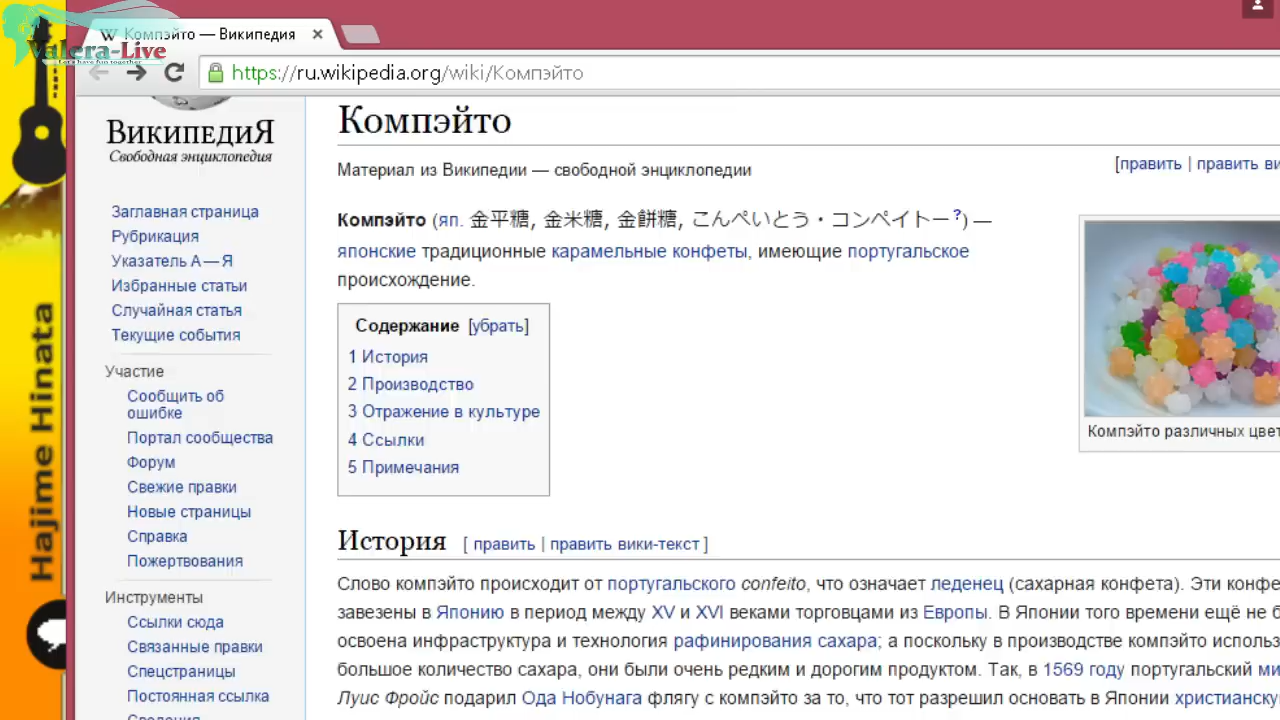 Valera-Live
Let's have fun together
Компэйто — Википедия
https://ru.wikipedia.org/wiki/Компэйто
Hajime Hinata
ВикипедиЯ
Свободная энциклопедия
Заглавная страница
Рубрикация
Указатель А — Я
Избранные статьи
Случайная статья
Текущие события
Участие
Сообщить об
ошибке
Портал сообщества
Форум
Свежие правки
Новые страницы
Справка
Пожертвования
Инструменты
Ссылки сюда
Связанные правки
Спецстраницы
Постоянная ссылка
Компэйто
Материал из Википедии — свободной энциклопедии
[править | править ви
Компэйто (яп. 金平糖, 金米糖, 金餅糖, こんぺいとう・コンペイトー?) —
японские традиционные карамельные конфеты, имеющие португальское
происхождение.
Компэйто различных цвет
Содержание [убрать]
1 История
2 Производство
3 Отражение в культуре
4 Ссылки
5 Примечания
История [ править | править вики-текст ]
Слово компэйто происходит от португальского confeito, что означает леденец (сахарная конфета). Эти конфе
завезены в Японию в период между XV и XVI веками торговцами из Европы. В Японии того времени ещё не б
освоена инфраструктура и технология рафинирования сахара; а поскольку в производстве компэйто использ
большое количество сахара, они были очень редким и дорогим продуктом. Так, в 1569 году португальский ми
Луис Фройс подарил Ода Нобунага флягу с компэйто за то, что тот разрешил основать в Японии христианску